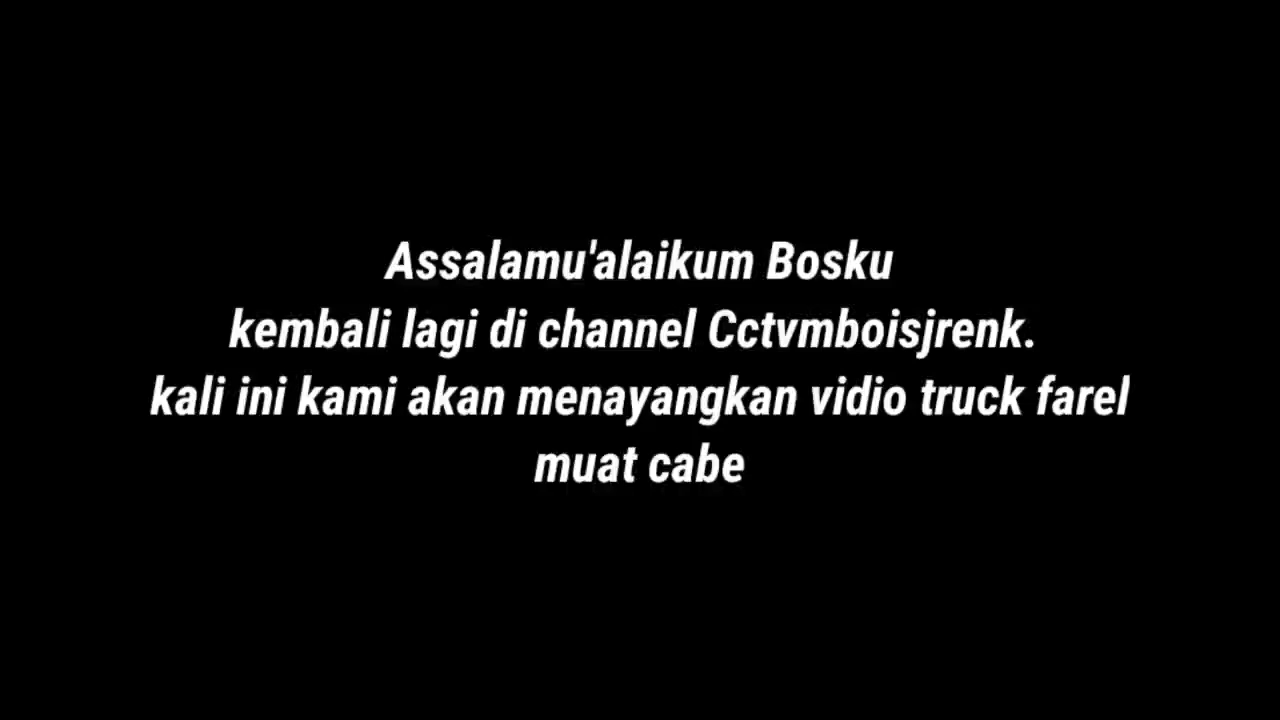 Assalamu'alaikum Bosku
kembali lagi di channel Cctvmboisjrenk.
kali ini kami akan menayangkan vidio truck farel
muat cabe